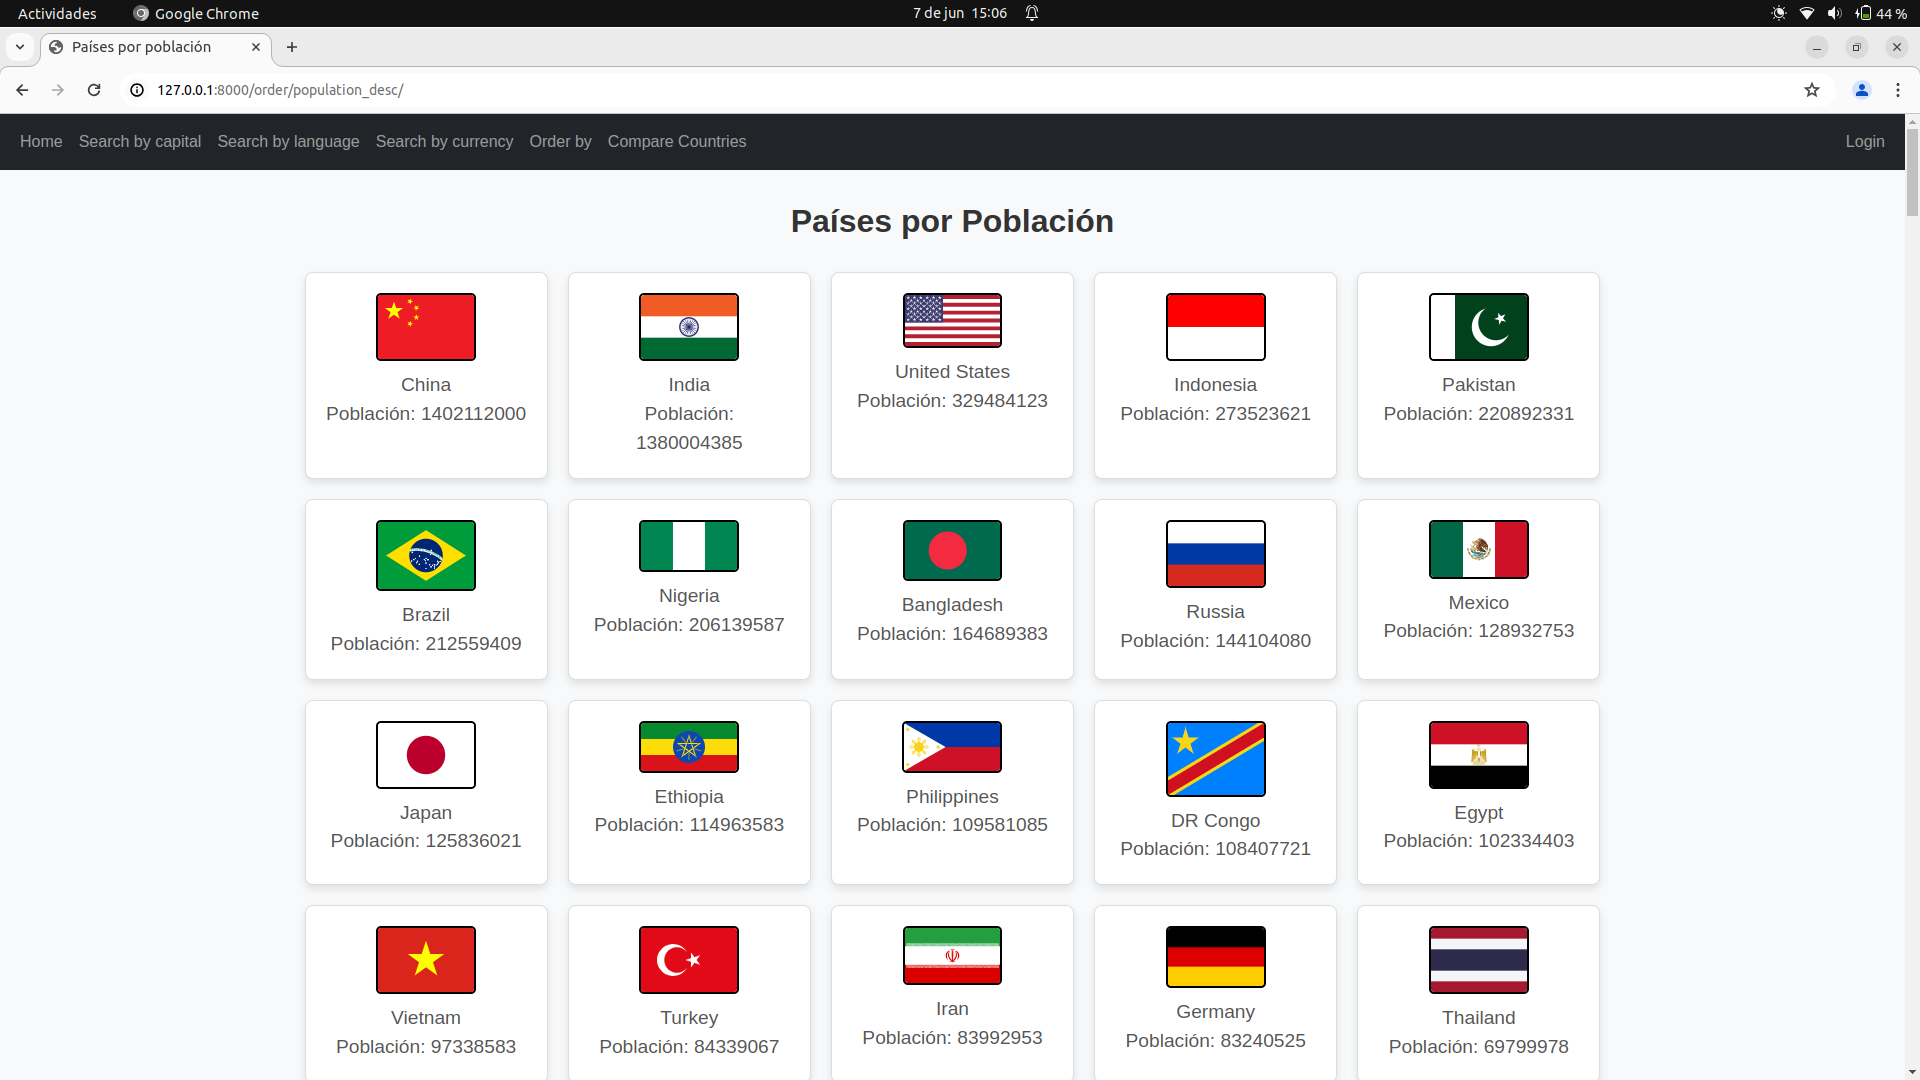 Actividades Google Chrome 7 de jun 15:06 44 %
Países por población
127.0.0.1:8000/order/population_desc/
Home Search by capital Search by language Search by currency Order by Compare Countries Login
Países por Población
China
Población: 1402112000
India
Población:
1380004385
United States
Población: 329484123
Indonesia
Población: 273523621
Pakistan
Población: 220892331
Brazil
Población: 212559409
Nigeria
Población: 206139587
Bangladesh
Población: 164689383
Russia
Población: 144104080
Mexico
Población: 128932753
Japan
Población: 125836021
Ethiopia
Población: 114963583
Philippines
Población: 109581085
DR Congo
Población: 108407721
Egypt
Población: 102334403
Vietnam
Población: 97338583
Turkey
Población: 84339067
Iran
Población: 83992953
Germany
Población: 83240525
Thailand
Población: 69799978